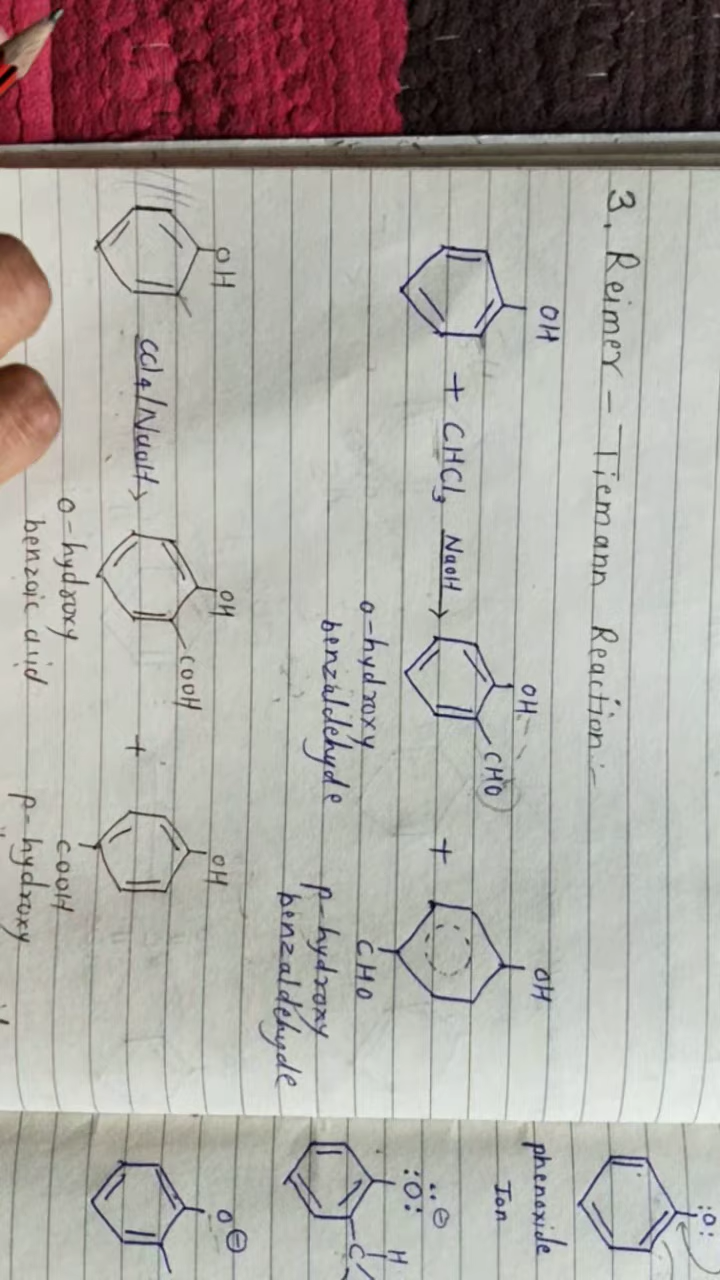 3. Reimer - Tiemann Reaction :-
OH + CHCl3 NaOH → OH CHO + OH CHO
o-hydroxy benzaldehyde
p-hydroxy benzaldehyde
OH CCl4/NaOH → OH COOH + OH COOH
o-hydroxy benzoic acid
p-hydroxy
:O:
phenoxide
Ion
⊖
:O: H
C
O⊖